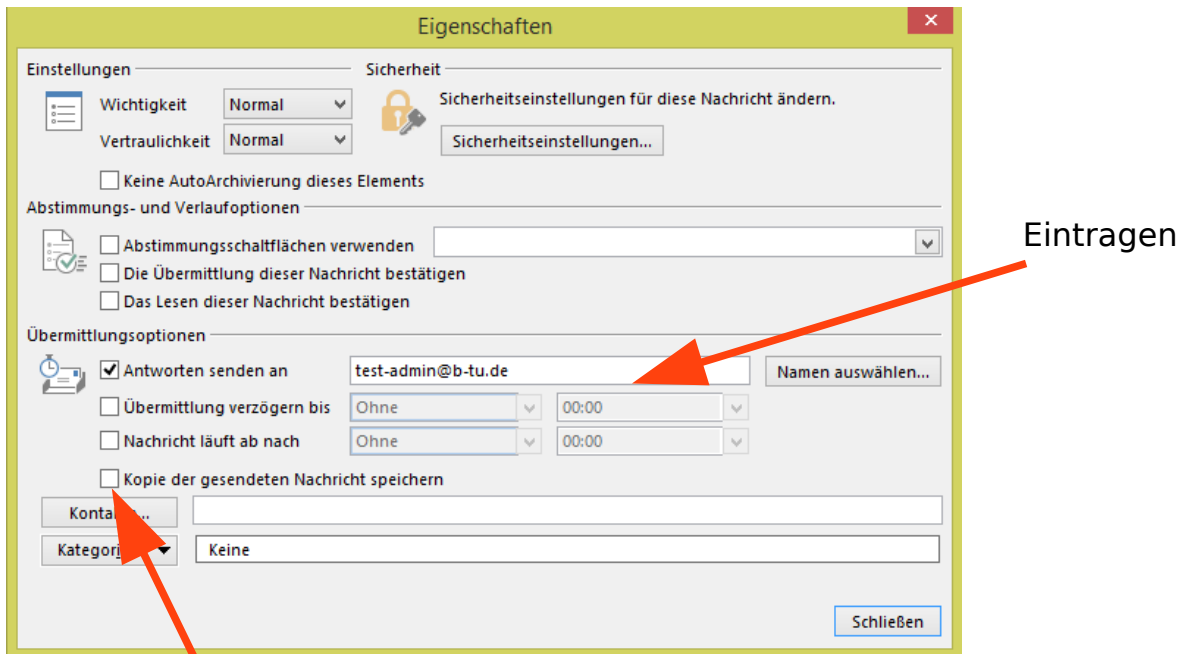 Eigenschaften
Einstellungen Sicherheit
Wichtigkeit Normal Sicherheitseinstellungen für diese Nachricht ändern.
Vertraulichkeit Normal Sicherheitseinstellungen...
Keine AutoArchivierung dieses Elements
Abstimmungs- und Verlaufoptionen
Eintragen
Abstimmungsschaltflächen verwenden
Die Übermittlung dieser Nachricht bestätigen
Das Lesen dieser Nachricht bestätigen
Übermittlungsoptionen
Antworten senden an test-admin@b-tu.de Namen auswählen...
Übermittlung verzögern bis Ohne 00:00
Nachricht läuft ab nach Ohne 00:00
Kopie der gesendeten Nachricht speichern
Keine
Schließen